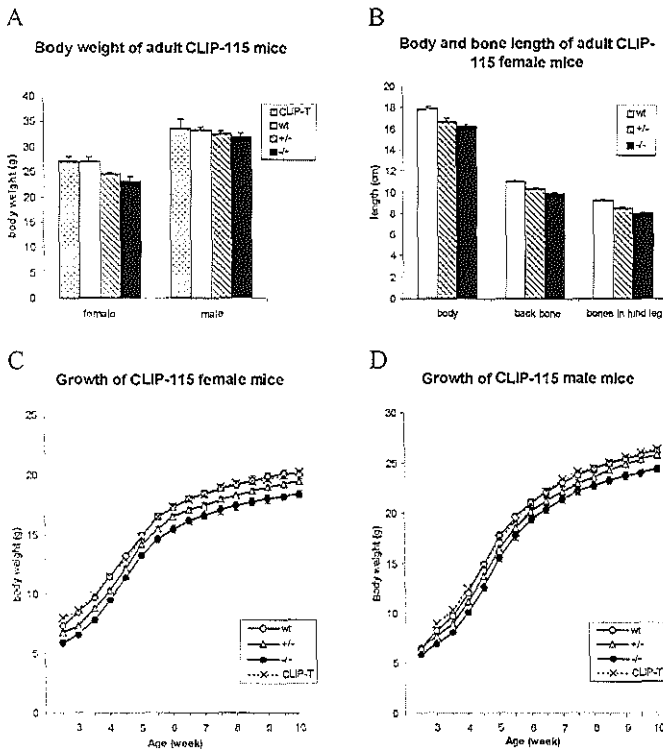 A
Body weight of adult CLIP-115 mice
40
35
30
25
20
15
10
5
0
body weight (g)
female
male
CLIP-T
wt
+/-
-/-
B
Body and bone length of adult CLIP-
115 female mice
20
18
16
14
12
10
8
6
4
2
0
length (cm)
body
back bone
bones in hind leg
wt
+/-
-/-
C
Growth of CLIP-115 female mice
25
20
15
10
5
0
body weight (g)
3
4
5
6
7
8
9
10
Age (week)
wt
+/-
-/-
CLIP-T
D
Growth of CLIP-115 male mice
30
25
20
15
10
5
0
Body weight (g)
3
4
5
6
7
8
9
10
Age (week)
wt
+/-
-/-
CLIP-T